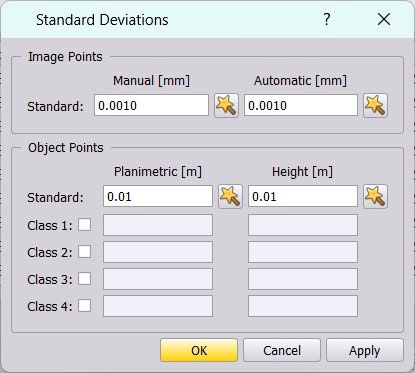 Standard Deviations ?
Image Points
Manual [mm] Automatic [mm]
Standard: 0.0010 0.0010
Object Points
Planimetric [m] Height [m]
Standard: 0.01 0.01
Class 1:
Class 2:
Class 3:
Class 4:
OK Cancel Apply